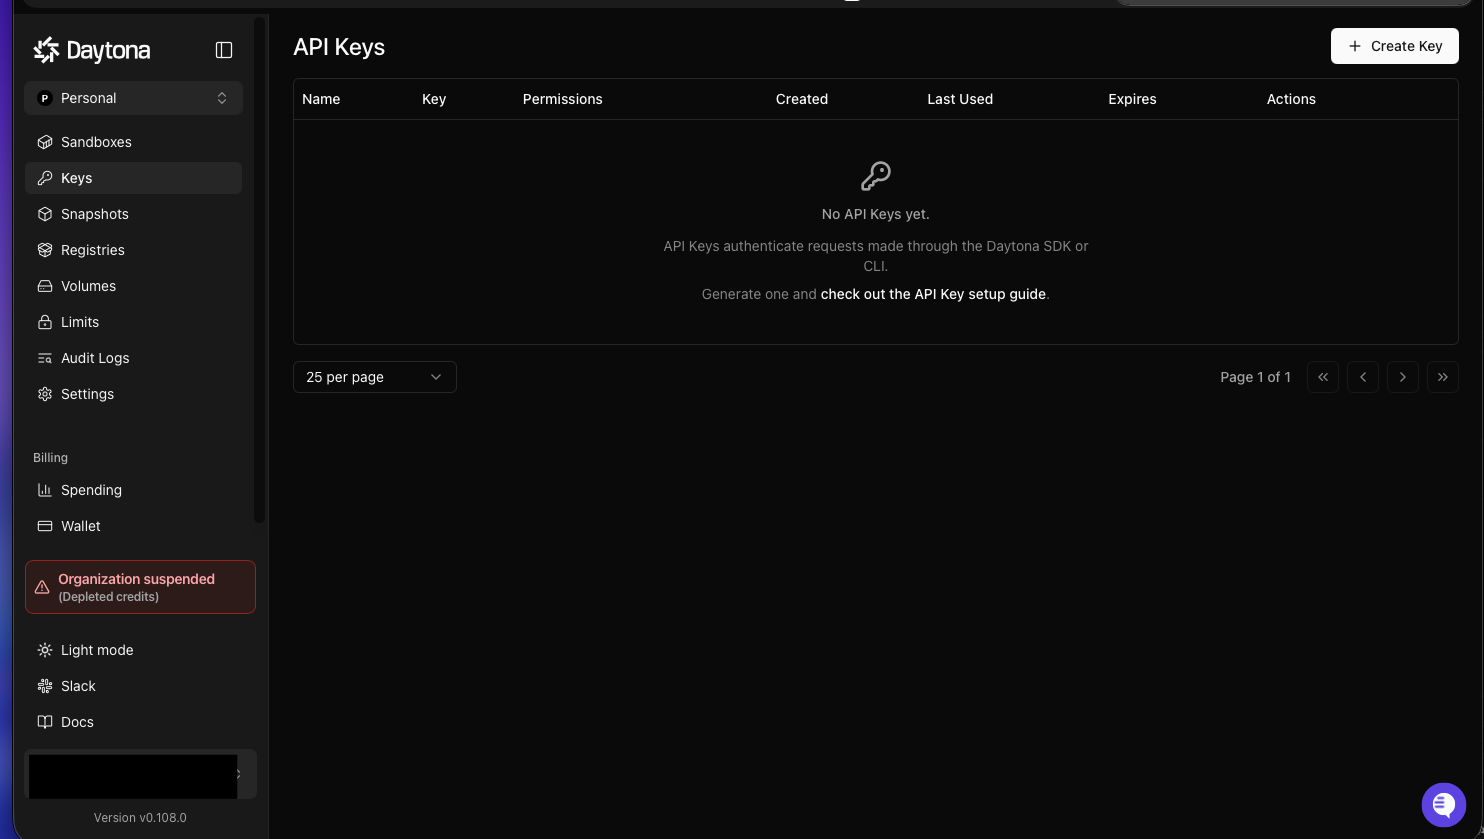 Daytona
P Personal
Sandboxes
Keys
Snapshots
Registries
Volumes
Limits
Audit Logs
Settings
Billing
Spending
Wallet
Organization suspended
(Depleted credits)
Light mode
Slack
Docs
Version v0.108.0
API Keys
Create Key
Name Key Permissions Created Last Used Expires Actions
No API Keys yet.
API Keys authenticate requests made through the Daytona SDK or
CLI.
Generate one and check out the API Key setup guide.
25 per page
Page 1 of 1